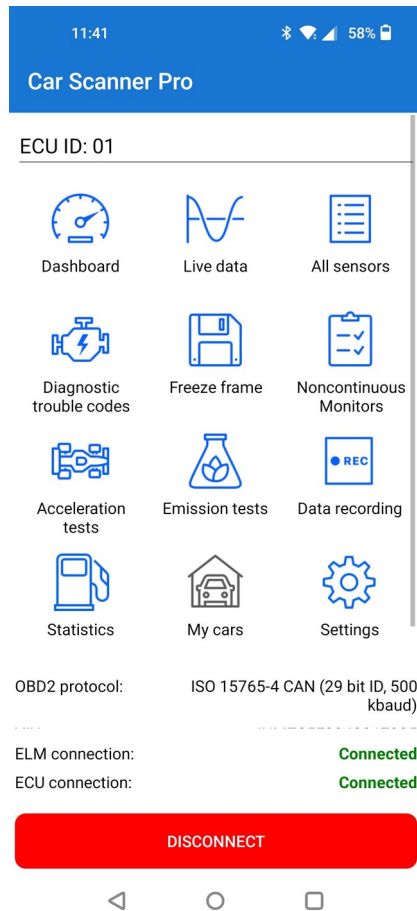 11:41 58%
Car Scanner Pro
ECU ID: 01
Dashboard Live data All sensors
Diagnostic Freeze frame Noncontinuous
trouble codes Monitors
REC
Acceleration Emission tests Data recording
tests
Statistics My cars Settings
OBD2 protocol: ISO 15765-4 CAN (29 bit ID, 500
kbaud)
ELM connection: Connected
ECU connection: Connected
DISCONNECT